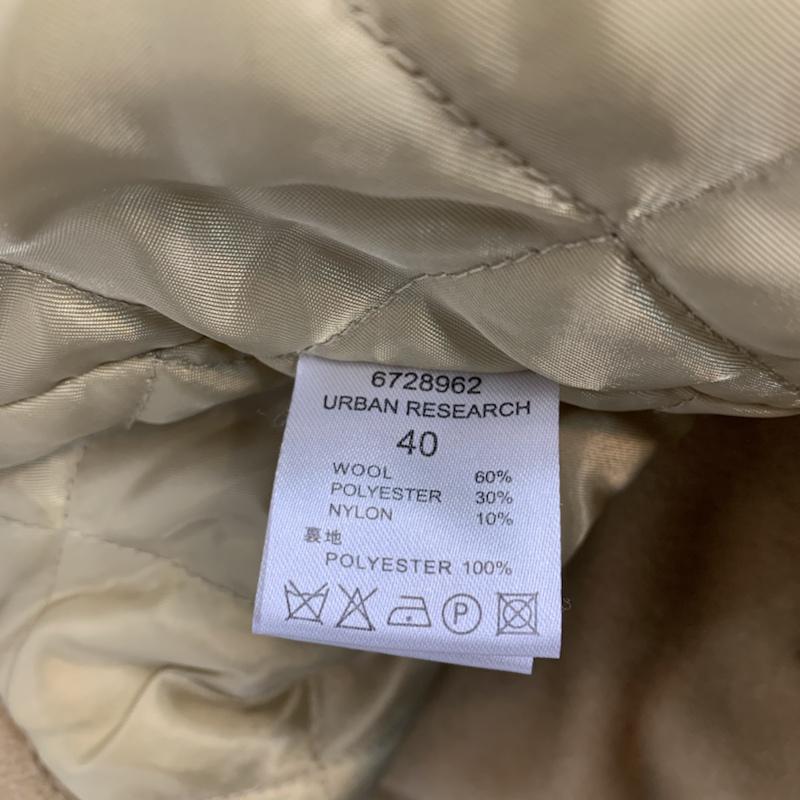 6728962
URBAN RESEARCH
40
WOOL 60%
POLYESTER 30%
NYLON 10%
裏地
POLYESTER 100%
P